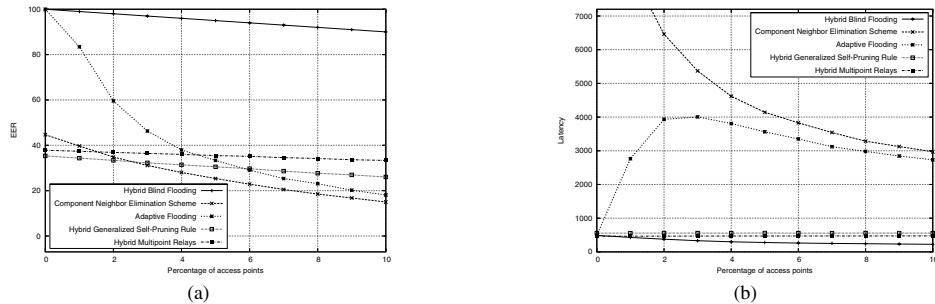 100
80
60
40
20
0
EER
Hybrid Blind Flooding
Component Neighbor Elimination Scheme
Adaptive Flooding
Hybrid Generalized Self-Pruning Rule
Hybrid Multipoint Relays
0 2 4 6 8 10
Percentage of access points
(a)
7000
6000
5000
4000
3000
2000
1000
0
Latency
Hybrid Blind Flooding
Component Neighbor Elimination Scheme
Adaptive Flooding
Hybrid Generalized Self-Pruning Rule
Hybrid Multipoint Relays
0 2 4 6 8 10
Percentage of access points
(b)